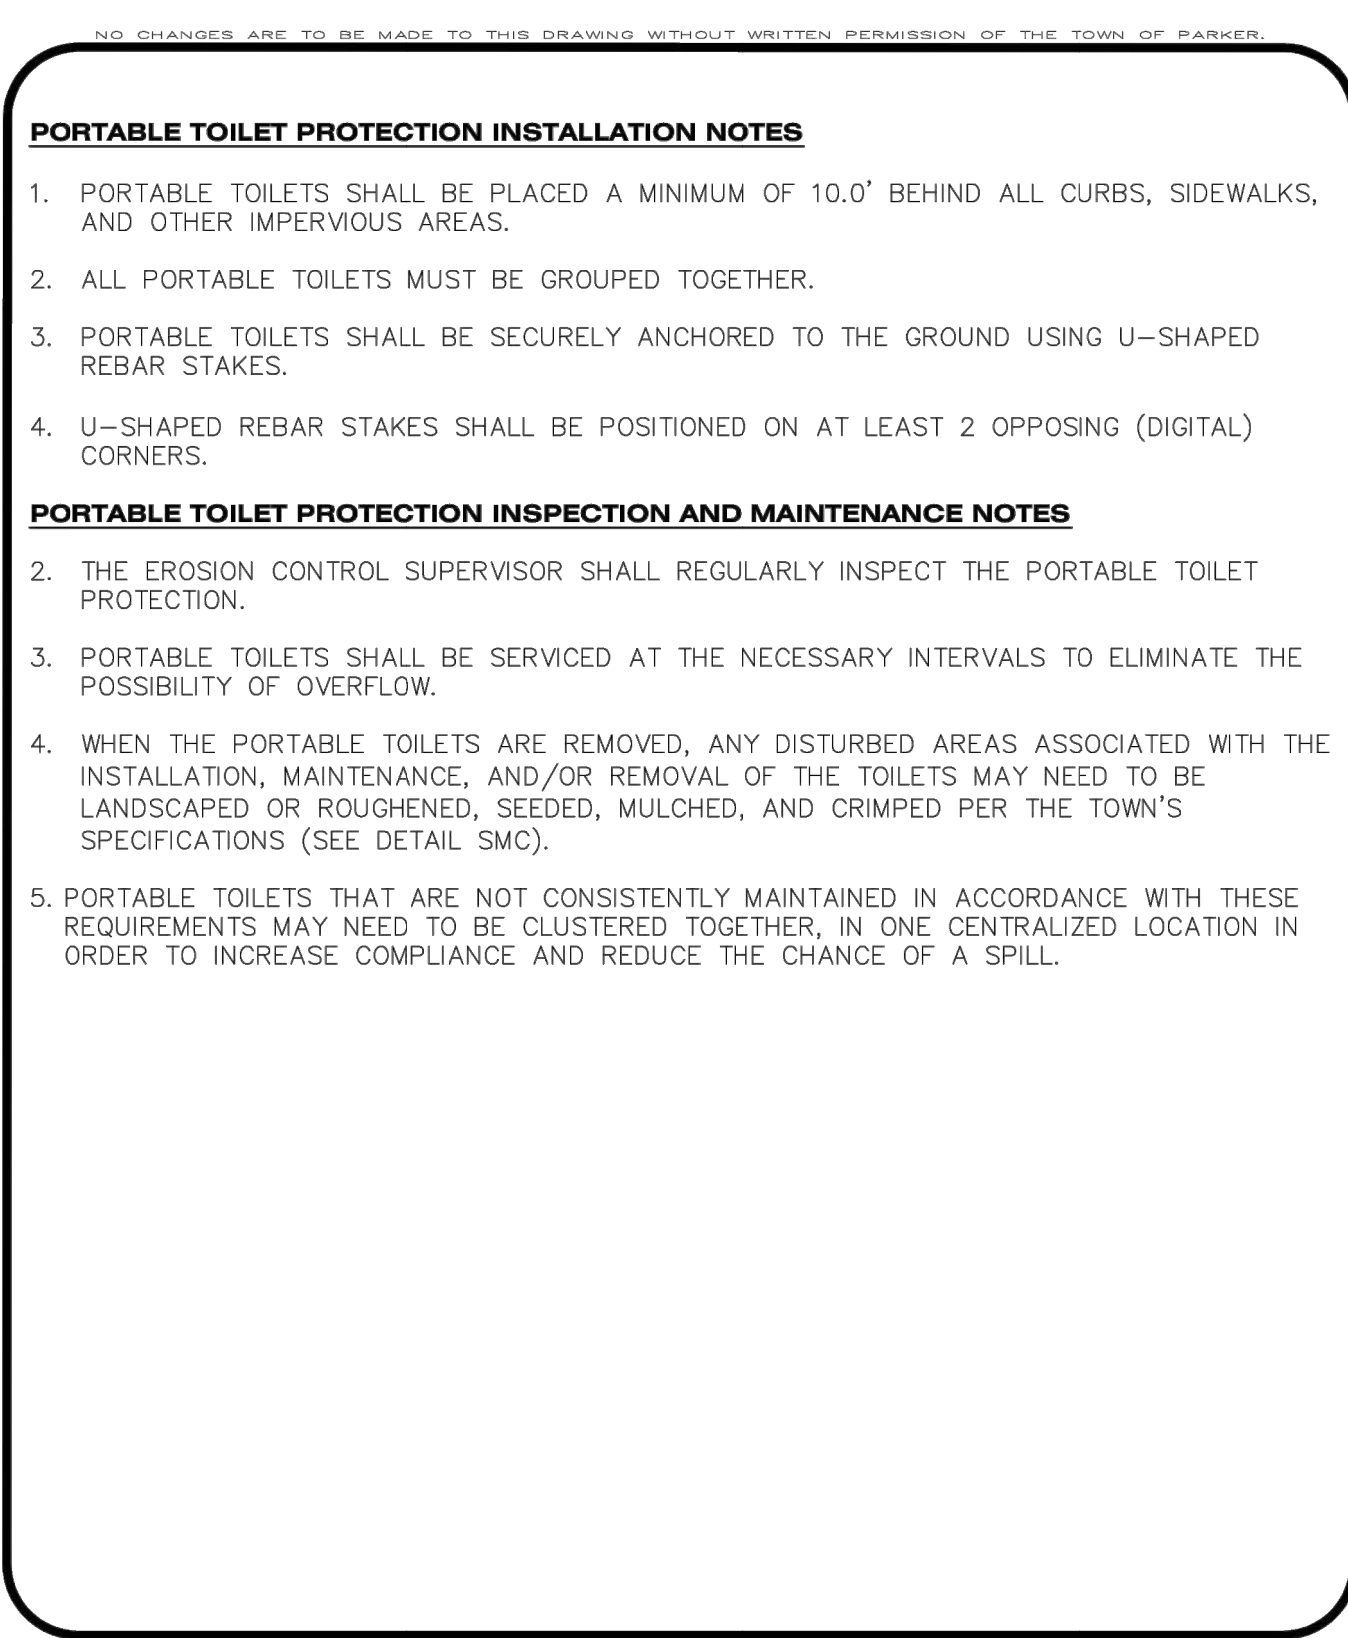 NO CHANGES ARE TO BE MADE TO THIS DRAWING WITHOUT WRITTEN PERMISSION OF THE TOWN OF PARKER.
PORTABLE TOILET PROTECTION INSTALLATION NOTES
1. PORTABLE TOILETS SHALL BE PLACED A MINIMUM OF 10.0' BEHIND ALL CURBS, SIDEWALKS,
AND OTHER IMPERVIOUS AREAS.
2. ALL PORTABLE TOILETS MUST BE GROUPED TOGETHER.
3. PORTABLE TOILETS SHALL BE SECURELY ANCHORED TO THE GROUND USING U-SHAPED
REBAR STAKES.
4. U-SHAPED REBAR STAKES SHALL BE POSITIONED ON AT LEAST 2 OPPOSING (DIGITAL)
CORNERS.
PORTABLE TOILET PROTECTION INSPECTION AND MAINTENANCE NOTES
2. THE EROSION CONTROL SUPERVISOR SHALL REGULARLY INSPECT THE PORTABLE TOILET
PROTECTION.
3. PORTABLE TOILETS SHALL BE SERVICED AT THE NECESSARY INTERVALS TO ELIMINATE THE
POSSIBILITY OF OVERFLOW.
4. WHEN THE PORTABLE TOILETS ARE REMOVED, ANY DISTURBED AREAS ASSOCIATED WITH THE
INSTALLATION, MAINTENANCE, AND/OR REMOVAL OF THE TOILETS MAY NEED TO BE
LANDSCAPED OR ROUGHENED, SEEDED, MULCHED, AND CRIMPED PER THE TOWN'S
SPECIFICATIONS (SEE DETAIL SMC).
5. PORTABLE TOILETS THAT ARE NOT CONSISTENTLY MAINTAINED IN ACCORDANCE WITH THESE
REQUIREMENTS MAY NEED TO BE CLUSTERED TOGETHER, IN ONE CENTRALIZED LOCATION IN
ORDER TO INCREASE COMPLIANCE AND REDUCE THE CHANCE OF A SPILL.